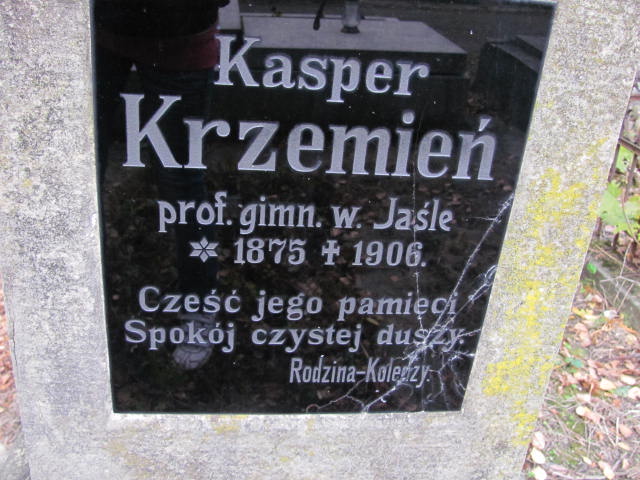 Kasper
Krzemień
prof. gimn. w. Jaśle
* 1875 ✝ 1906.
Cześć jego pamięci
Spokój czystej duszy.
Rodzina-Koledzy.